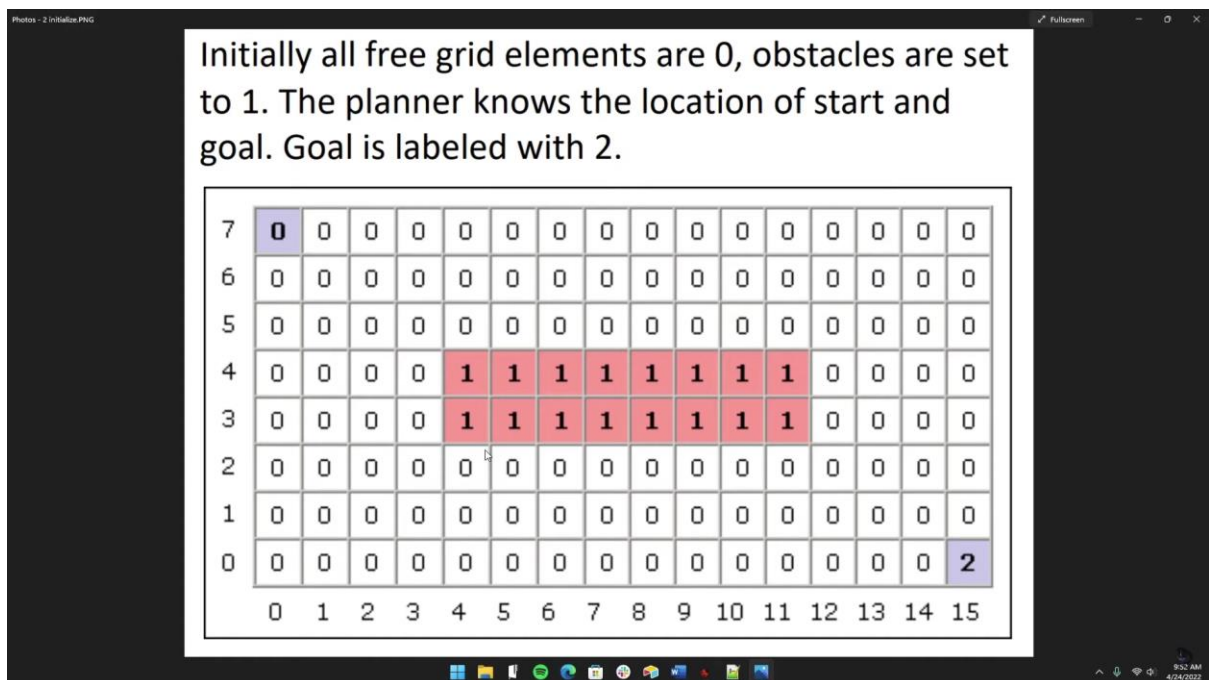 Photos - 2 initialize.PNG
Fullscreen
Initially all free grid elements are 0, obstacles are set
to 1. The planner knows the location of start and
goal. Goal is labeled with 2.
7 0 0 0 0 0 0 0 0 0 0 0 0 0 0 0 0
6 0 0 0 0 0 0 0 0 0 0 0 0 0 0 0 0
5 0 0 0 0 0 0 0 0 0 0 0 0 0 0 0 0
4 0 0 0 0 1 1 1 1 1 1 1 1 0 0 0 0
3 0 0 0 0 1 1 1 1 1 1 1 1 0 0 0 0
2 0 0 0 0 0 0 0 0 0 0 0 0 0 0 0 0
1 0 0 0 0 0 0 0 0 0 0 0 0 0 0 0 0
0 0 0 0 0 0 0 0 0 0 0 0 0 0 0 0 2
0 1 2 3 4 5 6 7 8 9 10 11 12 13 14 15
9:52 AM
4/24/2022